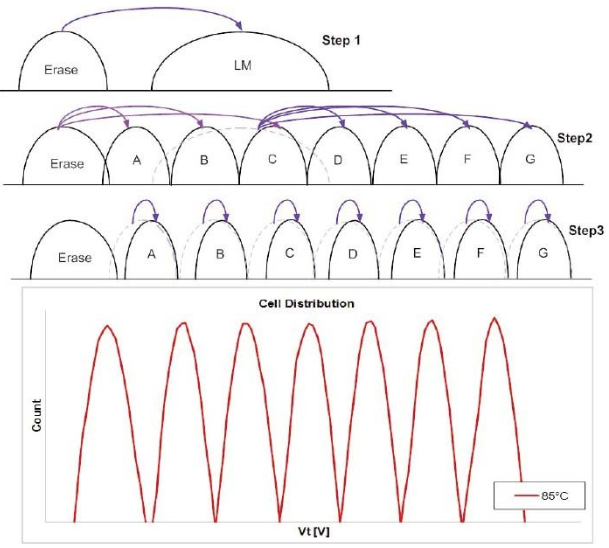 Step 1
Erase
LM
Step2
Erase
A
B
C
D
E
F
G
Step3
Erase
A
B
C
D
E
F
G
Cell Distribution
Count
85°C
Vt [V]